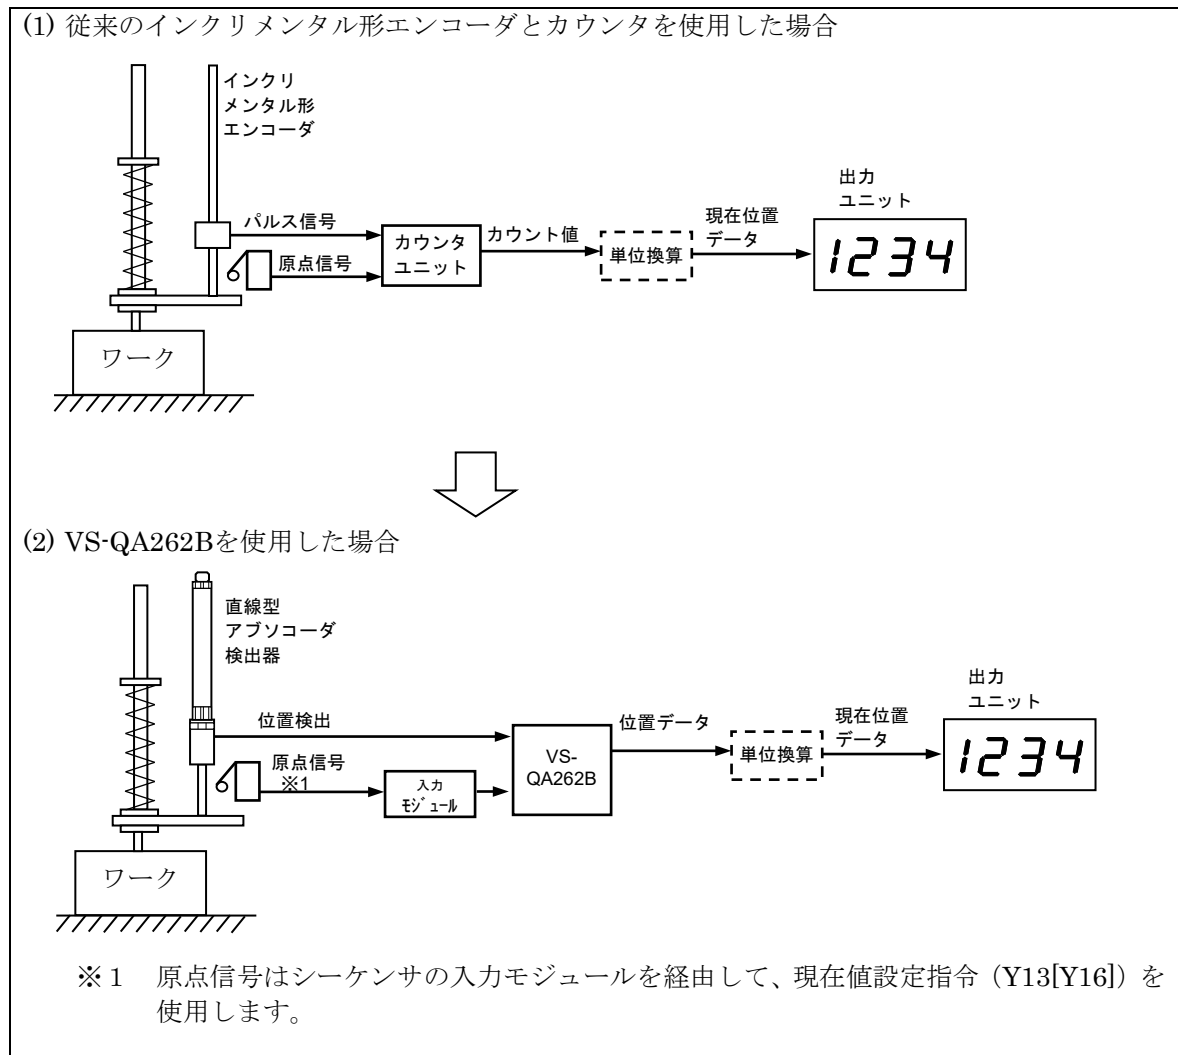 (1) 従来のインクリメンタル形エンコーダとカウンタを使用した場合
インクリ
メンタル形
エンコーダ
パルス信号
原点信号
カウンタ
ユニット
カウント値
単位換算
現在位置
データ
出力
ユニット
1234
ワーク
(2) VS-QA262Bを使用した場合
直線型
アブソコーダ
検出器
位置検出
原点信号
※1
入力
ﾓｼﾞｭｰﾙ
VS-
QA262B
位置データ
単位換算
現在位置
データ
出力
ユニット
1234
ワーク
※1 原点信号はシーケンサの入力モジュールを経由して、現在値設定指令（Y13[Y16]）を
使用します。